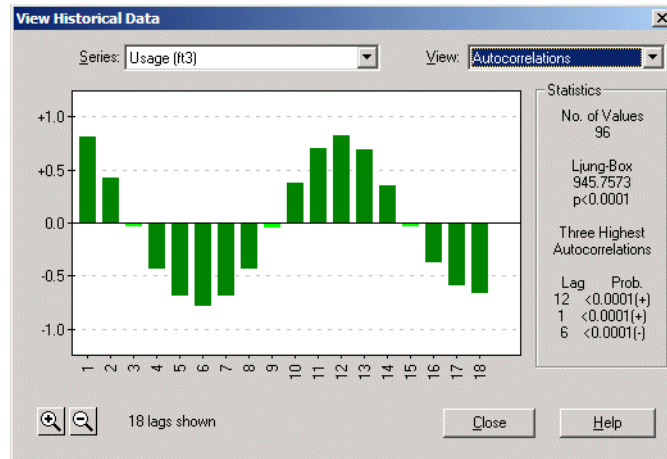 View Historical Data
Series: Usage (ft3)
View: Autocorrelations
+1.0
+0.5
0.0
-0.5
-1.0
1 2 3 4 5 6 7 8 9 10 11 12 13 14 15 16 17 18
Statistics
No. of Values
96
Ljung-Box
945.7573
p<0.0001
Three Highest
Autocorrelations
Lag Prob.
12 <0.0001(+)
1 <0.0001(+)
6 <0.0001(-)
18 lags shown
Close
Help